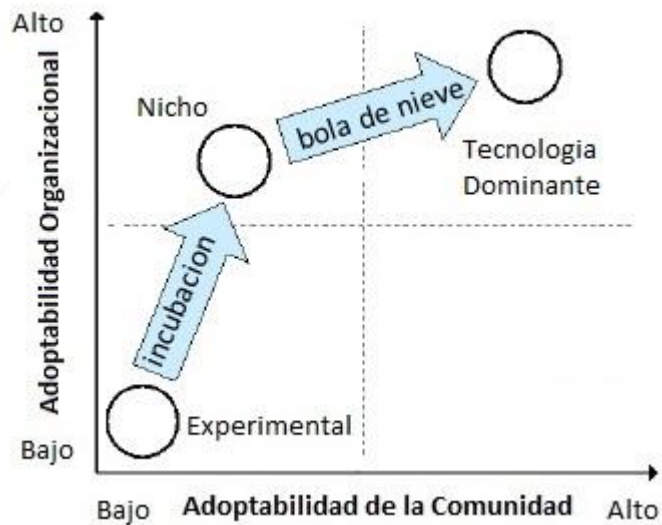 Alto
Adoptabilidad Organizacional
Nicho
bola de nieve
Tecnologia
Dominante
incubacion
Experimental
Bajo
Bajo
Adoptabilidad de la Comunidad
Alto